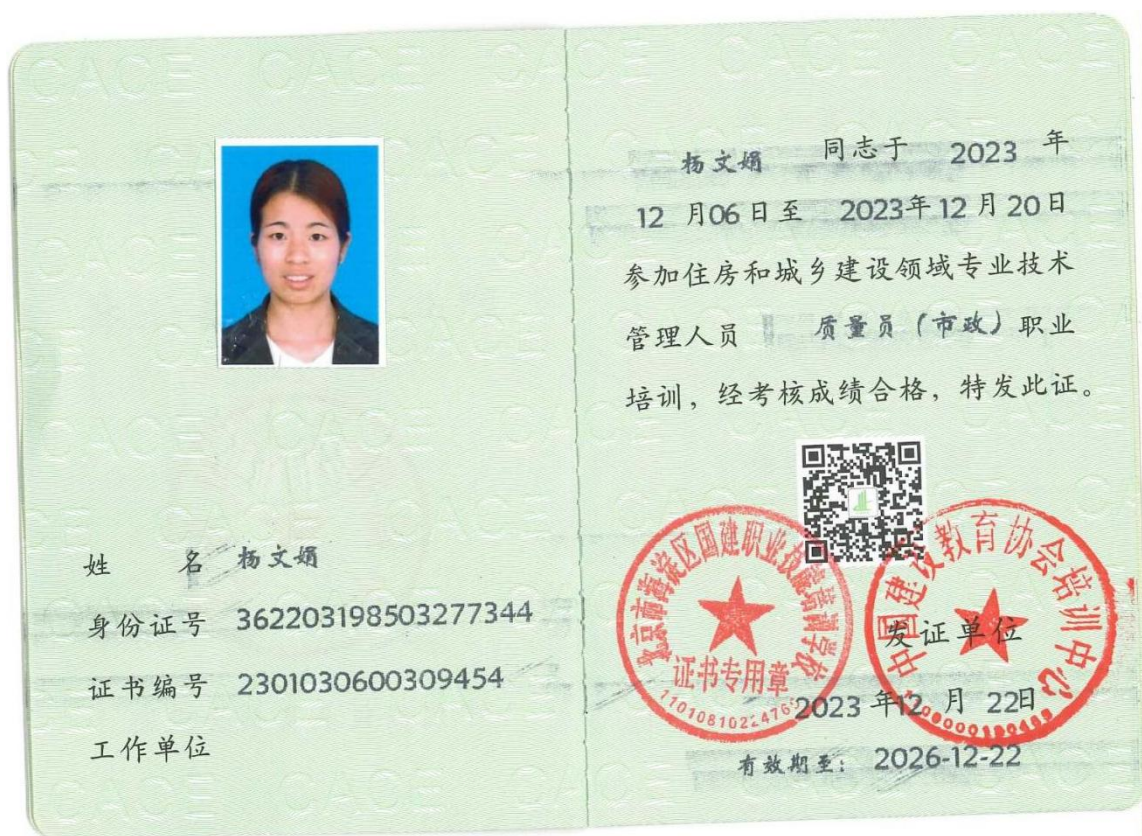 姓 名 杨文娟
身份证号 362203198503277344
证书编号 2301030600309454
工作单位
杨文娟 同志于 2023 年
12 月06 日至 2023年 12 月 20 日
参加住房和城乡建设领域专业技术
管理人员 质量员（市政）职业
培训，经考核成绩合格，特发此证。
北京市海淀区国建职业技能培训学校
证书专用章
中国建设教育协会培训中心
发证单位
2023 年12 月 22日
有效期至： 2026-12-22
CACE